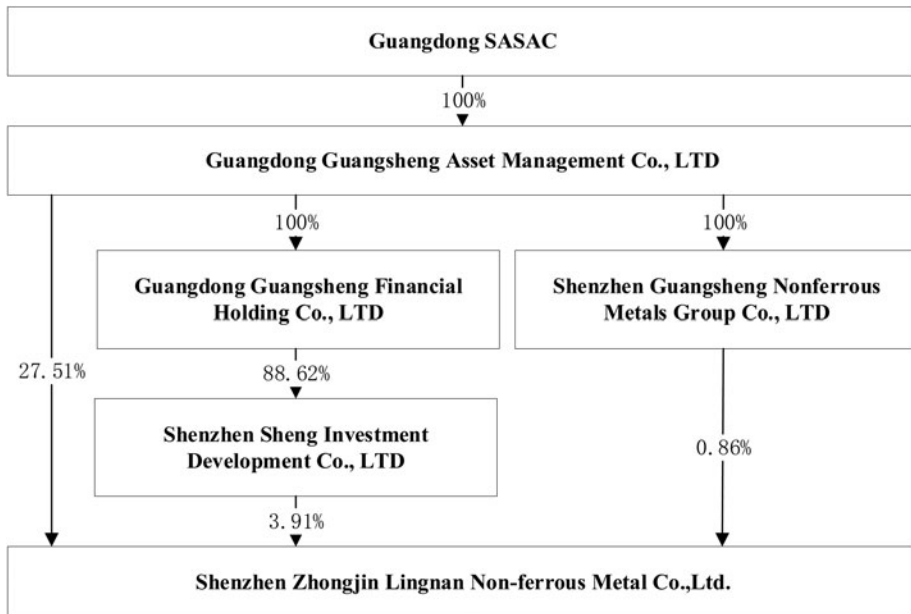 Guangdong SASAC
100%
Guangdong Guangsheng Asset Management Co., LTD
100%
100%
Guangdong Guangsheng Financial
Holding Co., LTD
Shenzhen Guangsheng Nonferrous
Metals Group Co., LTD
27.51%
88.62%
Shenzhen Sheng Investment
Development Co., LTD
0.86%
3.91%
Shenzhen Zhongjin Lingnan Non-ferrous Metal Co.,Ltd.